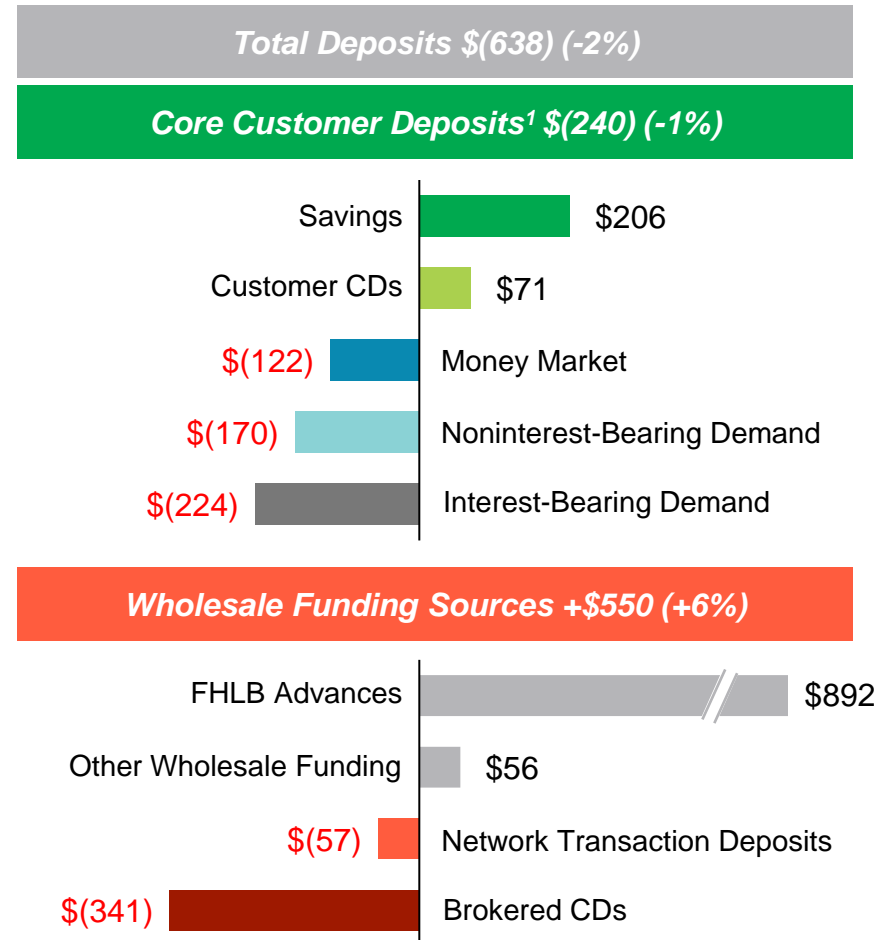 Total Deposits $(638) (-2%)
Core Customer Deposits¹ $(240) (-1%)
Savings $206
Customer CDs $71
$(122) Money Market
$(170) Noninterest-Bearing Demand
$(224) Interest-Bearing Demand
Wholesale Funding Sources +$550 (+6%)
FHLB Advances $892
Other Wholesale Funding $56
$(57) Network Transaction Deposits
$(341) Brokered CDs